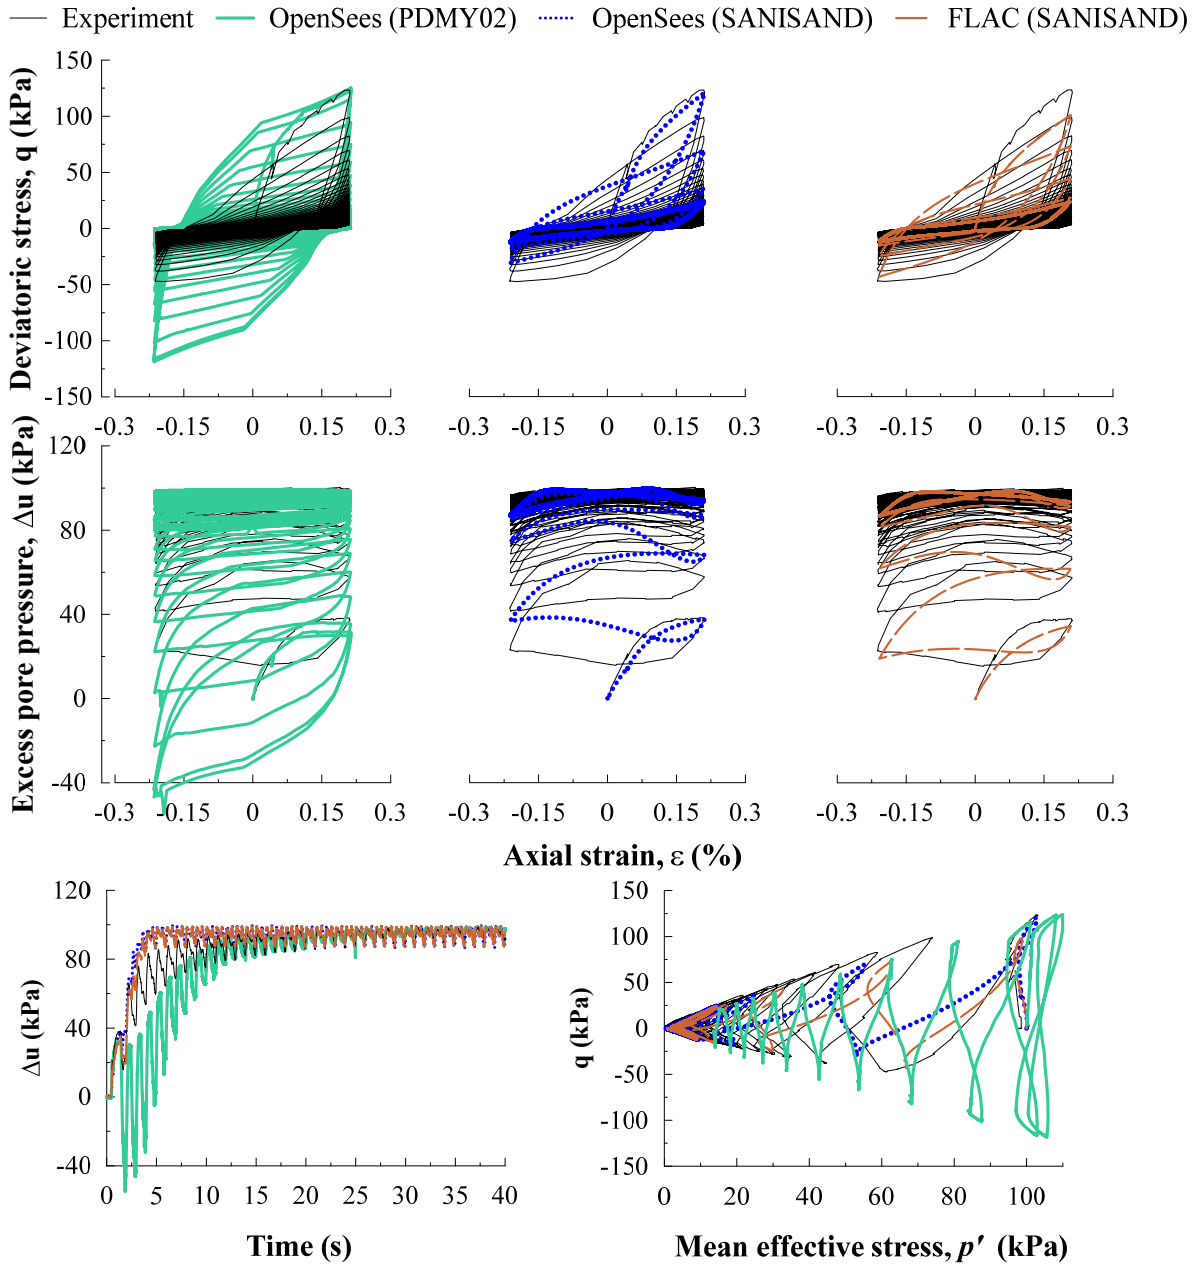 Experiment OpenSees (PDMY02) OpenSees (SANISAND) FLAC (SANISAND)
Deviatoric stress, q (kPa)
150
100
50
0
-50
-100
-150
-0.3 -0.15 0 0.15 0.3 -0.3 -0.15 0 0.15 0.3 -0.3 -0.15 0 0.15 0.3
Excess pore pressure, Δu (kPa)
120
80
40
0
-40
-0.3 -0.15 0 0.15 0.3 -0.3 -0.15 0 0.15 0.3 -0.3 -0.15 0 0.15 0.3
Axial strain, ε (%)
Δu (kPa)
120
80
40
0
-40
0 5 10 15 20 25 30 35 40
Time (s)
q (kPa)
150
100
50
0
-50
-100
-150
0 20 40 60 80 100
Mean effective stress, p′ (kPa)